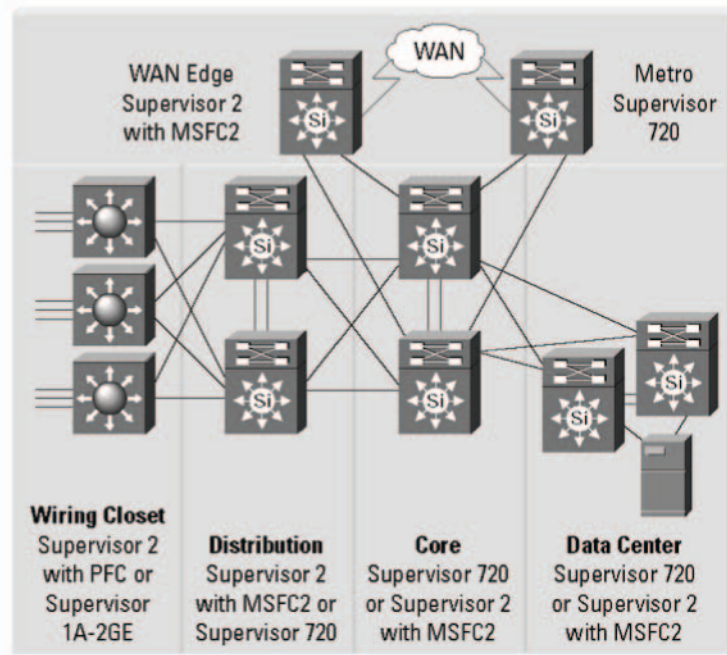 WAN Edge
Supervisor 2
with MSFC2
WAN
Metro
Supervisor
720
Si
Si
Si
Si
Si
Si
Si
Si
Wiring Closet
Supervisor 2
with PFC or
Supervisor
1A-2GE
Distribution
Supervisor 2
with MSFC2 or
Supervisor 720
Core
Supervisor 720
or Supervisor 2
with MSFC2
Data Center
Supervisor 720
or Supervisor 2
with MSFC2